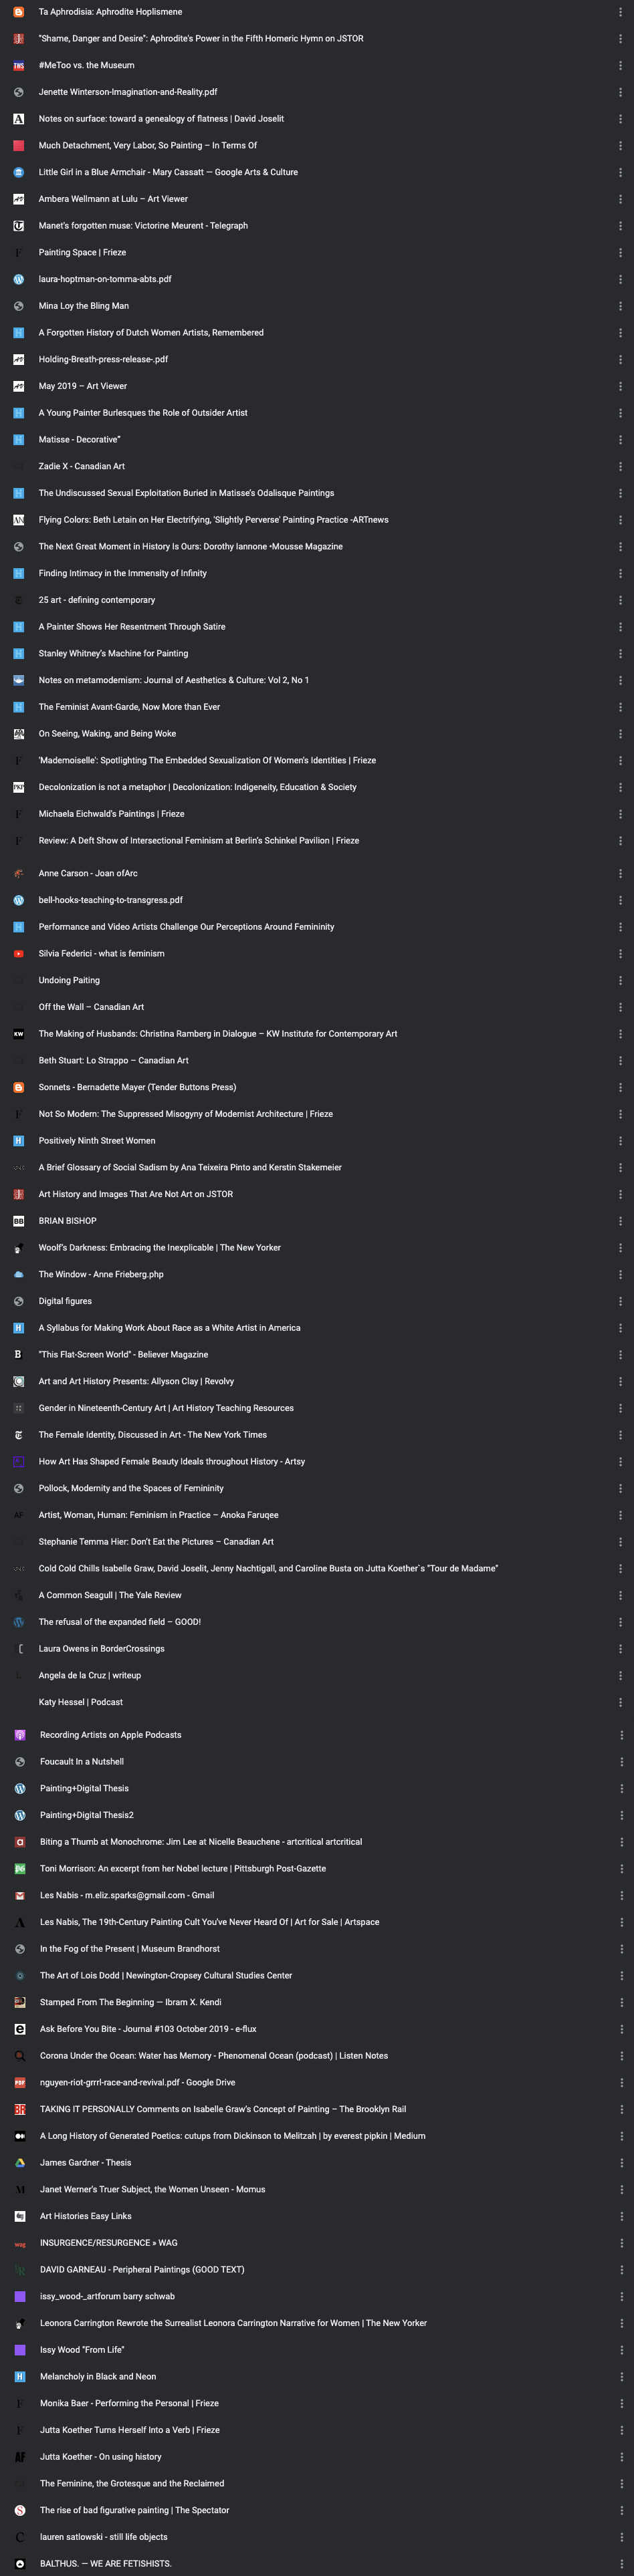 Ta Aphrodisia: Aphrodite Hoplismene
"Shame, Danger and Desire": Aphrodite's Power in the Fifth Homeric Hymn on JSTOR
#MeToo vs. the Museum
Jenette Winterson-Imagination-and-Reality.pdf
Notes on surface: toward a genealogy of flatness | David Joselit
Much Detachment, Very Labor, So Painting – In Terms Of
Little Girl in a Blue Armchair - Mary Cassatt — Google Arts & Culture
Ambera Wellmann at Lulu – Art Viewer
Manet's forgotten muse: Victorine Meurent - Telegraph
Painting Space | Frieze
laura-hoptman-on-tomma-abts.pdf
Mina Loy the Bling Man
A Forgotten History of Dutch Women Artists, Remembered
Holding-Breath-press-release-.pdf
May 2019 – Art Viewer
A Young Painter Burlesques the Role of Outsider Artist
Matisse - Decorative"
Zadie X - Canadian Art
The Undiscussed Sexual Exploitation Buried in Matisse's Odalisque Paintings
Flying Colors: Beth Letain on Her Electrifying, 'Slightly Perverse' Painting Practice -ARTnews
The Next Great Moment in History Is Ours: Dorothy Iannone •Mousse Magazine
Finding Intimacy in the Immensity of Infinity
25 art - defining contemporary
A Painter Shows Her Resentment Through Satire
Stanley Whitney's Machine for Painting
Notes on metamodernism: Journal of Aesthetics & Culture: Vol 2, No 1
The Feminist Avant-Garde, Now More than Ever
On Seeing, Waking, and Being Woke
'Mademoiselle': Spotlighting The Embedded Sexualization Of Women's Identities | Frieze
Decolonization is not a metaphor | Decolonization: Indigeneity, Education & Society
Michaela Eichwald's Paintings | Frieze
Review: A Deft Show of Intersectional Feminism at Berlin's Schinkel Pavilion | Frieze
Anne Carson - Joan ofArc
bell-hooks-teaching-to-transgress.pdf
Performance and Video Artists Challenge Our Perceptions Around Femininity
Silvia Federici - what is feminism
Undoing Paiting
Off the Wall – Canadian Art
The Making of Husbands: Christina Ramberg in Dialogue – KW Institute for Contemporary Art
Beth Stuart: Lo Strappo – Canadian Art
Sonnets - Bernadette Mayer (Tender Buttons Press)
Not So Modern: The Suppressed Misogyny of Modernist Architecture | Frieze
Positively Ninth Street Women
A Brief Glossary of Social Sadism by Ana Teixeira Pinto and Kerstin Stakemeier
Art History and Images That Are Not Art on JSTOR
BRIAN BISHOP
Woolf's Darkness: Embracing the Inexplicable | The New Yorker
The Window - Anne Frieberg.php
Digital figures
A Syllabus for Making Work About Race as a White Artist in America
"This Flat-Screen World" - Believer Magazine
Art and Art History Presents: Allyson Clay | Revolvy
Gender in Nineteenth-Century Art | Art History Teaching Resources
The Female Identity, Discussed in Art - The New York Times
How Art Has Shaped Female Beauty Ideals throughout History - Artsy
Pollock, Modernity and the Spaces of Femininity
Artist, Woman, Human: Feminism in Practice – Anoka Faruqee
Stephanie Temma Hier: Don't Eat the Pictures – Canadian Art
Cold Cold Chills Isabelle Graw, David Joselit, Jenny Nachtigall, and Caroline Busta on Jutta Koether´s "Tour de Madame"
A Common Seagull | The Yale Review
The refusal of the expanded field – GOOD!
Laura Owens in BorderCrossings
Angela de la Cruz | writeup
Katy Hessel | Podcast
Recording Artists on Apple Podcasts
Foucault In a Nutshell
Painting+Digital Thesis
Painting+Digital Thesis2
Biting a Thumb at Monochrome: Jim Lee at Nicelle Beauchene - artcritical artcritical
Toni Morrison: An excerpt from her Nobel lecture | Pittsburgh Post-Gazette
Les Nabis - m.eliz.sparks@gmail.com - Gmail
Les Nabis, The 19th-Century Painting Cult You've Never Heard Of | Art for Sale | Artspace
In the Fog of the Present | Museum Brandhorst
The Art of Lois Dodd | Newington-Cropsey Cultural Studies Center
Stamped From The Beginning — Ibram X. Kendi
Ask Before You Bite - Journal #103 October 2019 - e-flux
Corona Under the Ocean: Water has Memory - Phenomenal Ocean (podcast) | Listen Notes
nguyen-riot-grrrl-race-and-revival.pdf - Google Drive
TAKING IT PERSONALLY Comments on Isabelle Graw's Concept of Painting – The Brooklyn Rail
A Long History of Generated Poetics: cutups from Dickinson to Melitzah | by everest pipkin | Medium
James Gardner - Thesis
Janet Werner's Truer Subject, the Women Unseen - Momus
Art Histories Easy Links
INSURGENCE/RESURGENCE » WAG
DAVID GARNEAU - Peripheral Paintings (GOOD TEXT)
issy_wood-_artforum barry schwab
Leonora Carrington Rewrote the Surrealist Leonora Carrington Narrative for Women | The New Yorker
Issy Wood "From Life"
Melancholy in Black and Neon
Monika Baer - Performing the Personal | Frieze
Jutta Koether Turns Herself Into a Verb | Frieze
Jutta Koether - On using history
The Feminine, the Grotesque and the Reclaimed
The rise of bad figurative painting | The Spectator
lauren satlowski - still life objects
BALTHUS. — WE ARE FETISHISTS.